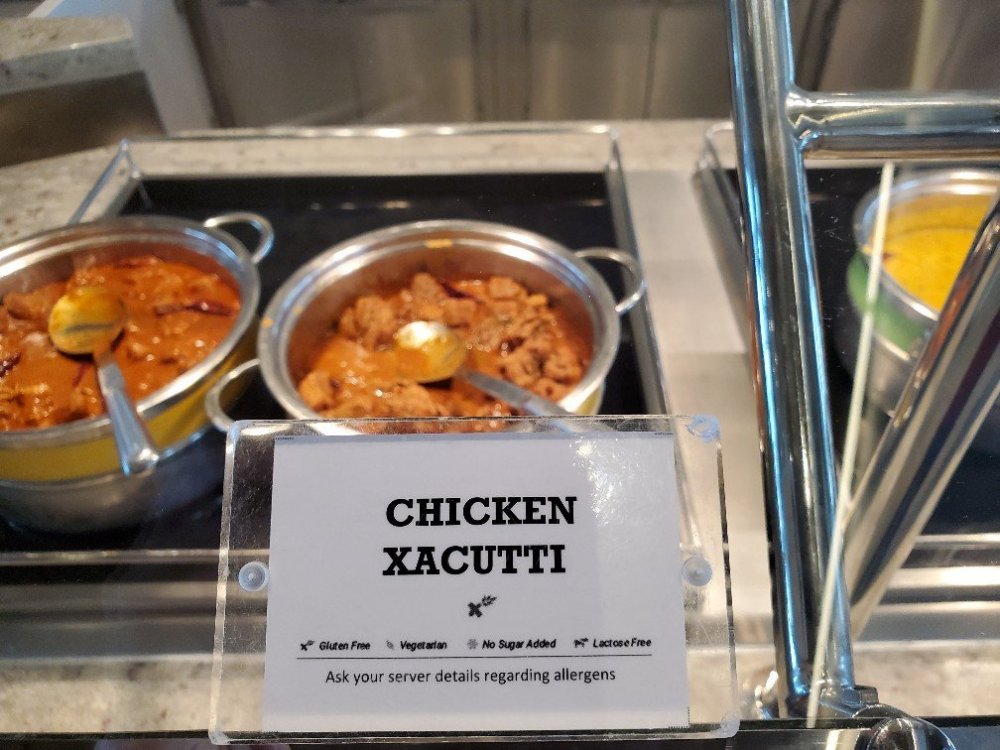 CHICKEN
XACUTTI
Gluten Free Vegetarian No Sugar Added Lactose Free
Ask your server details regarding allergens